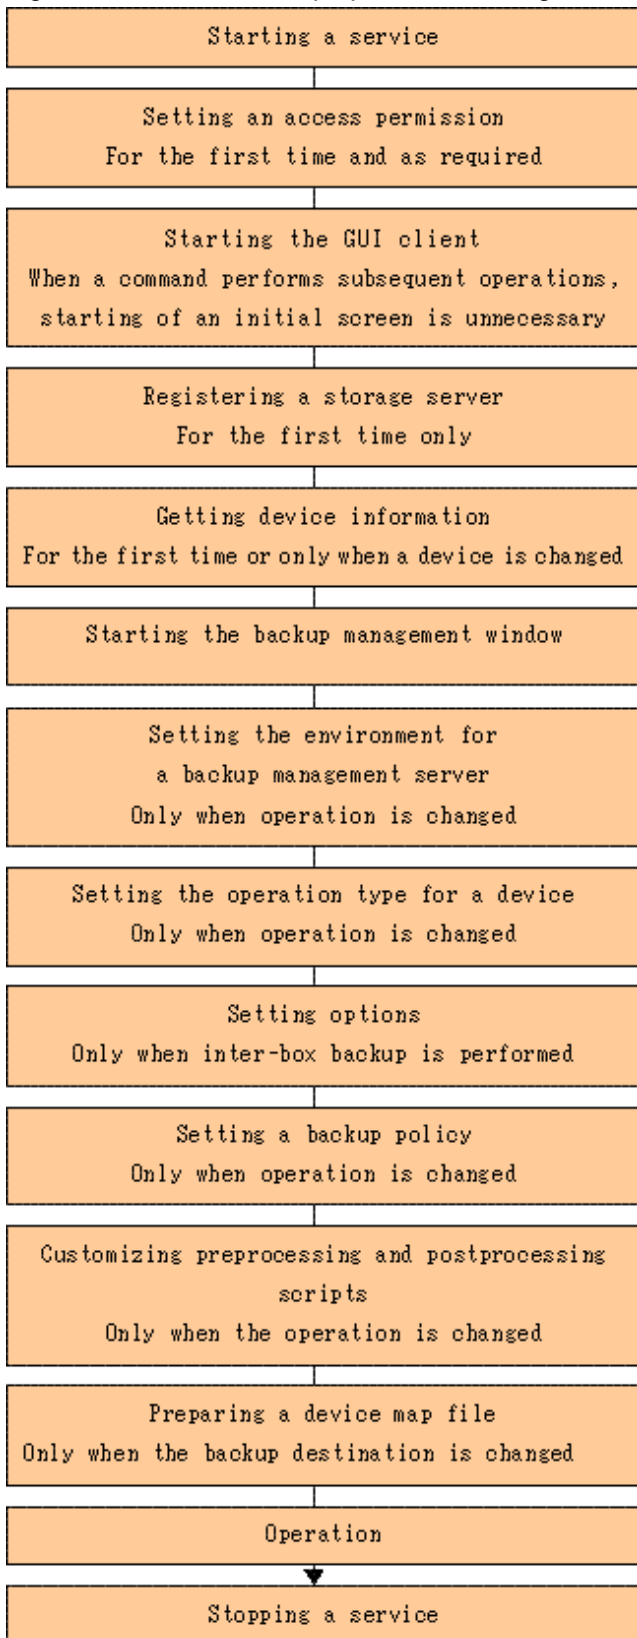 Starting a service
Setting an access permission
For the first time and as required
Starting the GUI client
When a command performs subsequent operations,
starting of an initial screen is unnecessary
Registering a storage server
For the first time only
Getting device information
For the first time or only when a device is changed
Starting the backup management window
Setting the environment for
a backup management server
Only when operation is changed
Setting the operation type for a device
Only when operation is changed
Setting options
Only when inter-box backup is performed
Setting a backup policy
Only when operation is changed
Customizing preprocessing and postprocessing
scripts
Only when the operation is changed
Preparing a device map file
Only when the backup destination is changed
Operation
Stopping a service